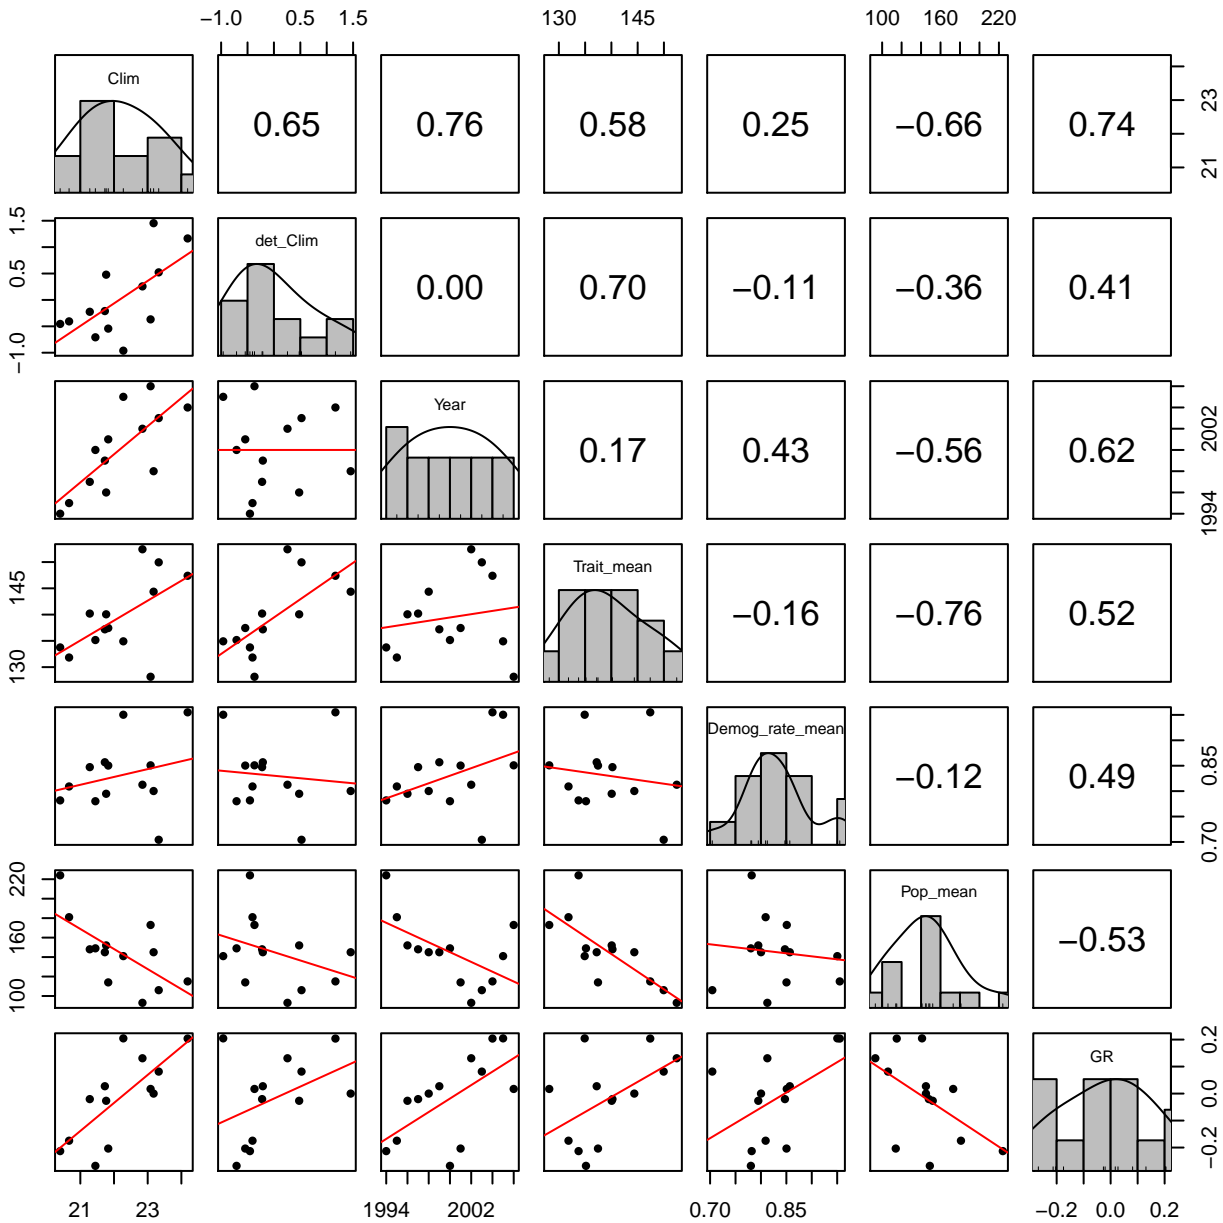 −1.0 0.5 1.5 130 145 100 160 220
Clim
0.65 0.76 0.58 0.25 −0.66 0.74
21 23
−1.0 0.5 1.5
det_Clim
0.00 0.70 −0.11 −0.36 0.41
Year
0.17 0.43 −0.56 0.62
1994 2002
130 145
Trait_mean
−0.16 −0.76 0.52
Demog_rate_mean
−0.12 0.49
0.70 0.85
100 160 220
Pop_mean
−0.53
GR
−0.2 0.0 0.2
21 23 1994 2002 0.70 0.85 −0.2 0.0 0.2